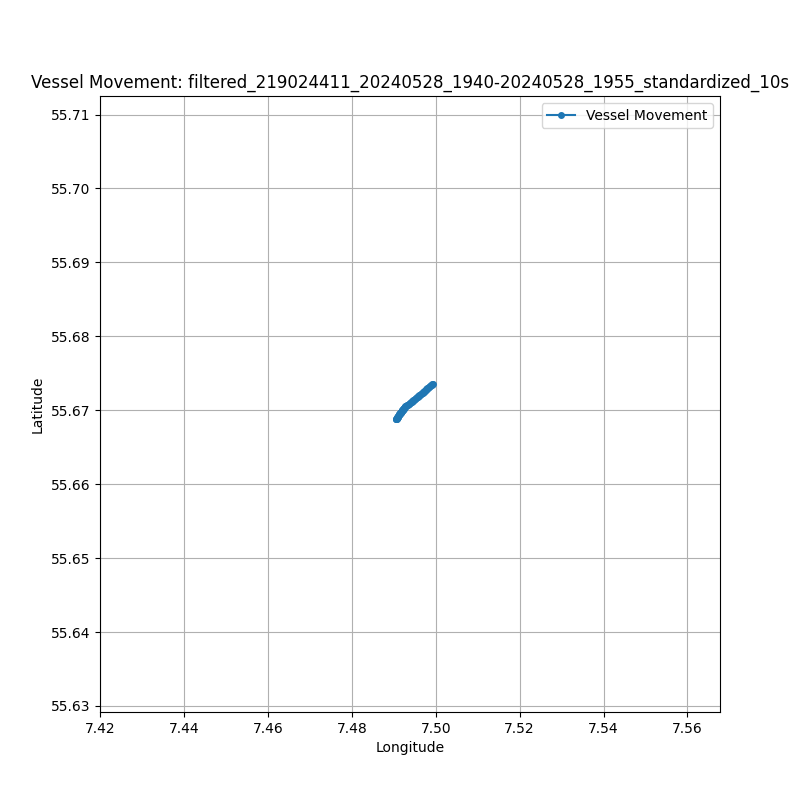 Vessel Movement: filtered_219024411_20240528_1940-20240528_1955_standardized_10s
Vessel Movement
55.71
55.70
55.69
55.68
55.67
55.66
55.65
55.64
55.63
Latitude
7.42 7.44 7.46 7.48 7.50 7.52 7.54 7.56
Longitude